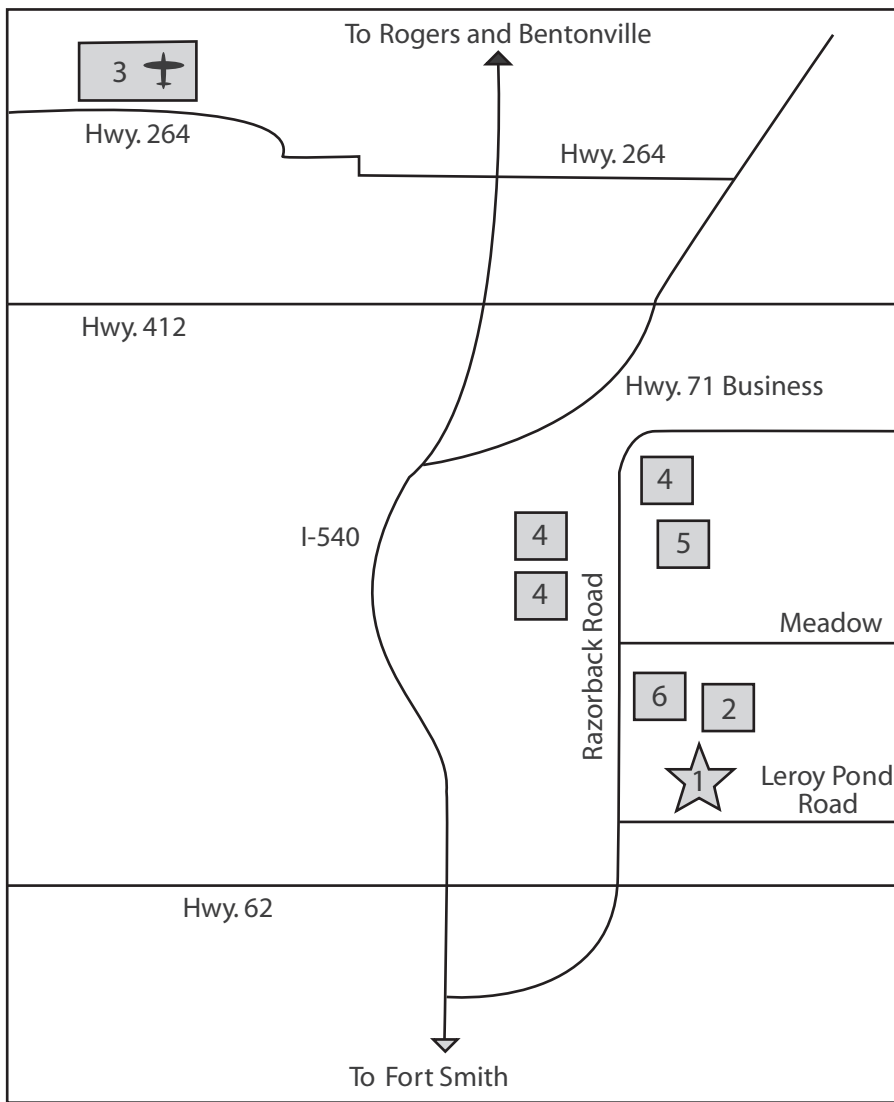 To Rogers and Bentonville
3
Hwy. 264
Hwy. 264
Hwy. 412
Hwy. 71 Business
4
I-540
4
5
4
Razorback Road
Meadow
6
2
1
Leroy Pond
Road
Hwy. 62
To Fort Smith